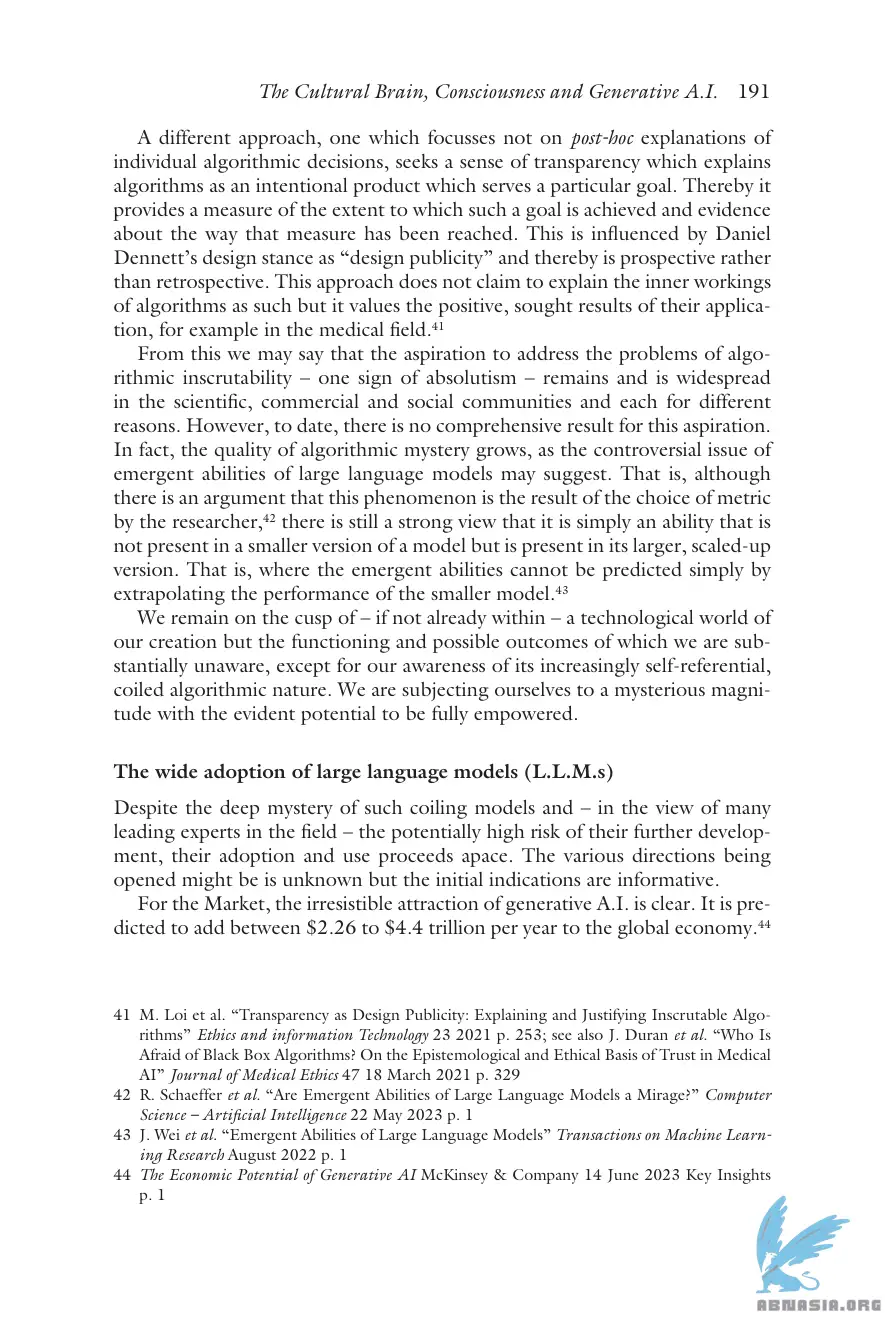 The Cultural Brain, Consciousness and Generative A.I. 191
A different approach, one which focusses not on post-hoc explanations of
individual algorithmic decisions, seeks a sense of transparency which explains
algorithms as an intentional product which serves a particular goal. Thereby it
provides a measure of the extent to which such a goal is achieved and evidence
about the way that measure has been reached. This is influenced by Daniel
Dennett’s design stance as “design publicity” and thereby is prospective rather
than retrospective. This approach does not claim to explain the inner workings
of algorithms as such but it values the positive, sought results of their applica-
tion, for example in the medical field.⁴¹
From this we may say that the aspiration to address the problems of algo-
rithmic inscrutability – one sign of absolutism – remains and is widespread
in the scientific, commercial and social communities and each for different
reasons. However, to date, there is no comprehensive result for this aspiration.
In fact, the quality of algorithmic mystery grows, as the controversial issue of
emergent abilities of large language models may suggest. That is, although
there is an argument that this phenomenon is the result of the choice of metric
by the researcher,⁴² there is still a strong view that it is simply an ability that is
not present in a smaller version of a model but is present in its larger, scaled-up
version. That is, where the emergent abilities cannot be predicted simply by
extrapolating the performance of the smaller model.⁴³
We remain on the cusp of – if not already within – a technological world of
our creation but the functioning and possible outcomes of which we are sub-
stantially unaware, except for our awareness of its increasingly self-referential,
coiled algorithmic nature. We are subjecting ourselves to a mysterious magni-
tude with the evident potential to be fully empowered.
The wide adoption of large language models (L.L.M.s)
Despite the deep mystery of such coiling models and – in the view of many
leading experts in the field – the potentially high risk of their further develop-
ment, their adoption and use proceeds apace. The various directions being
opened might be is unknown but the initial indications are informative.
For the Market, the irresistible attraction of generative A.I. is clear. It is pre-
dicted to add between $2.26 to $4.4 trillion per year to the global economy.⁴⁴
41 M. Loi et al. “Transparency as Design Publicity: Explaining and Justifying Inscrutable Algo-
rithms” Ethics and information Technology 23 2021 p. 253; see also J. Duran et al. “Who Is
Afraid of Black Box Algorithms? On the Epistemological and Ethical Basis of Trust in Medical
AI” Journal of Medical Ethics 47 18 March 2021 p. 329
42 R. Schaeffer et al. “Are Emergent Abilities of Large Language Models a Mirage?” Computer
Science – Artificial Intelligence 22 May 2023 p. 1
43 J. Wei et al. “Emergent Abilities of Large Language Models” Transactions on Machine Learn-
ing Research August 2022 p. 1
44 The Economic Potential of Generative AI McKinsey & Company 14 June 2023 Key Insights
p. 1
ABNASIA.ORG